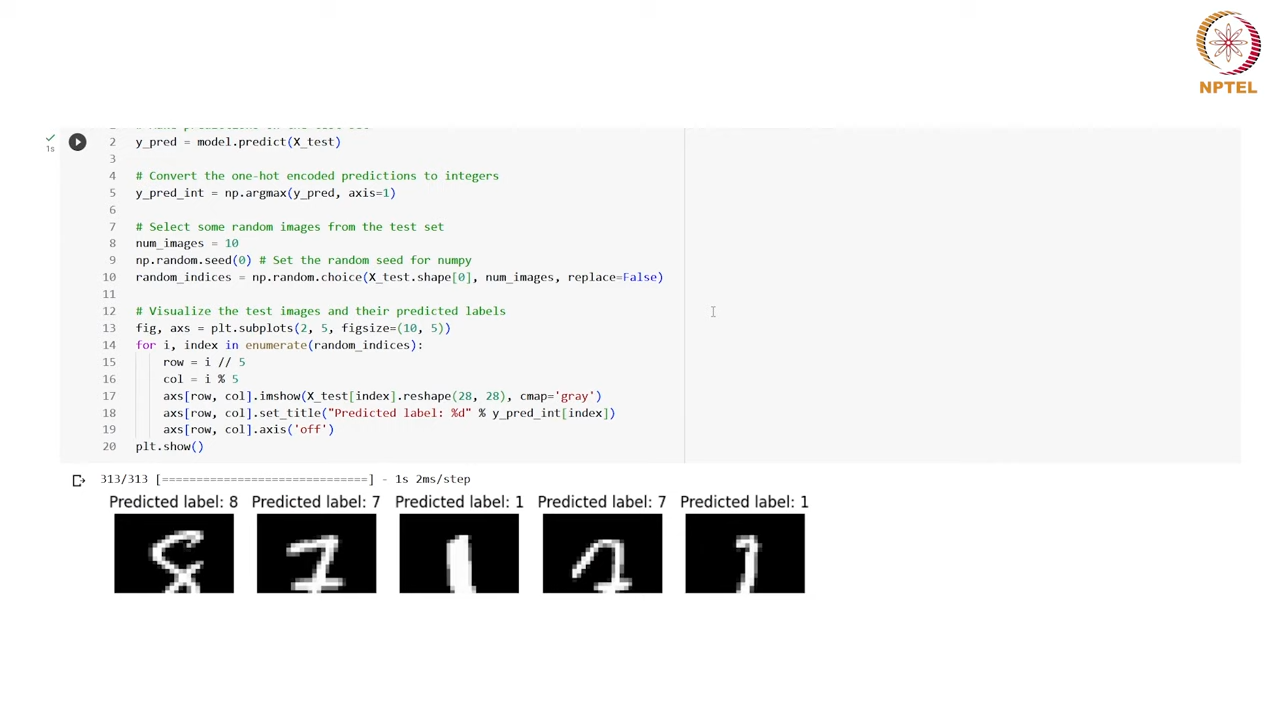 NPTEL
1s
2 y_pred = model.predict(X_test)
3
4 # Convert the one-hot encoded predictions to integers
5 y_pred_int = np.argmax(y_pred, axis=1)
6
7 # Select some random images from the test set
8 num_images = 10
9 np.random.seed(0) # Set the random seed for numpy
10 random_indices = np.random.choice(X_test.shape[0], num_images, replace=False)
11
12 # Visualize the test images and their predicted labels
13 fig, axs = plt.subplots(2, 5, figsize=(10, 5))
14 for i, index in enumerate(random_indices):
15 row = i // 5
16 col = i % 5
17 axs[row, col].imshow(X_test[index].reshape(28, 28), cmap='gray')
18 axs[row, col].set_title("Predicted label: %d" % y_pred_int[index])
19 axs[row, col].axis('off')
20 plt.show()
313/313 [==============================] - 1s 2ms/step
Predicted label: 8 Predicted label: 7 Predicted label: 1 Predicted label: 7 Predicted label: 1